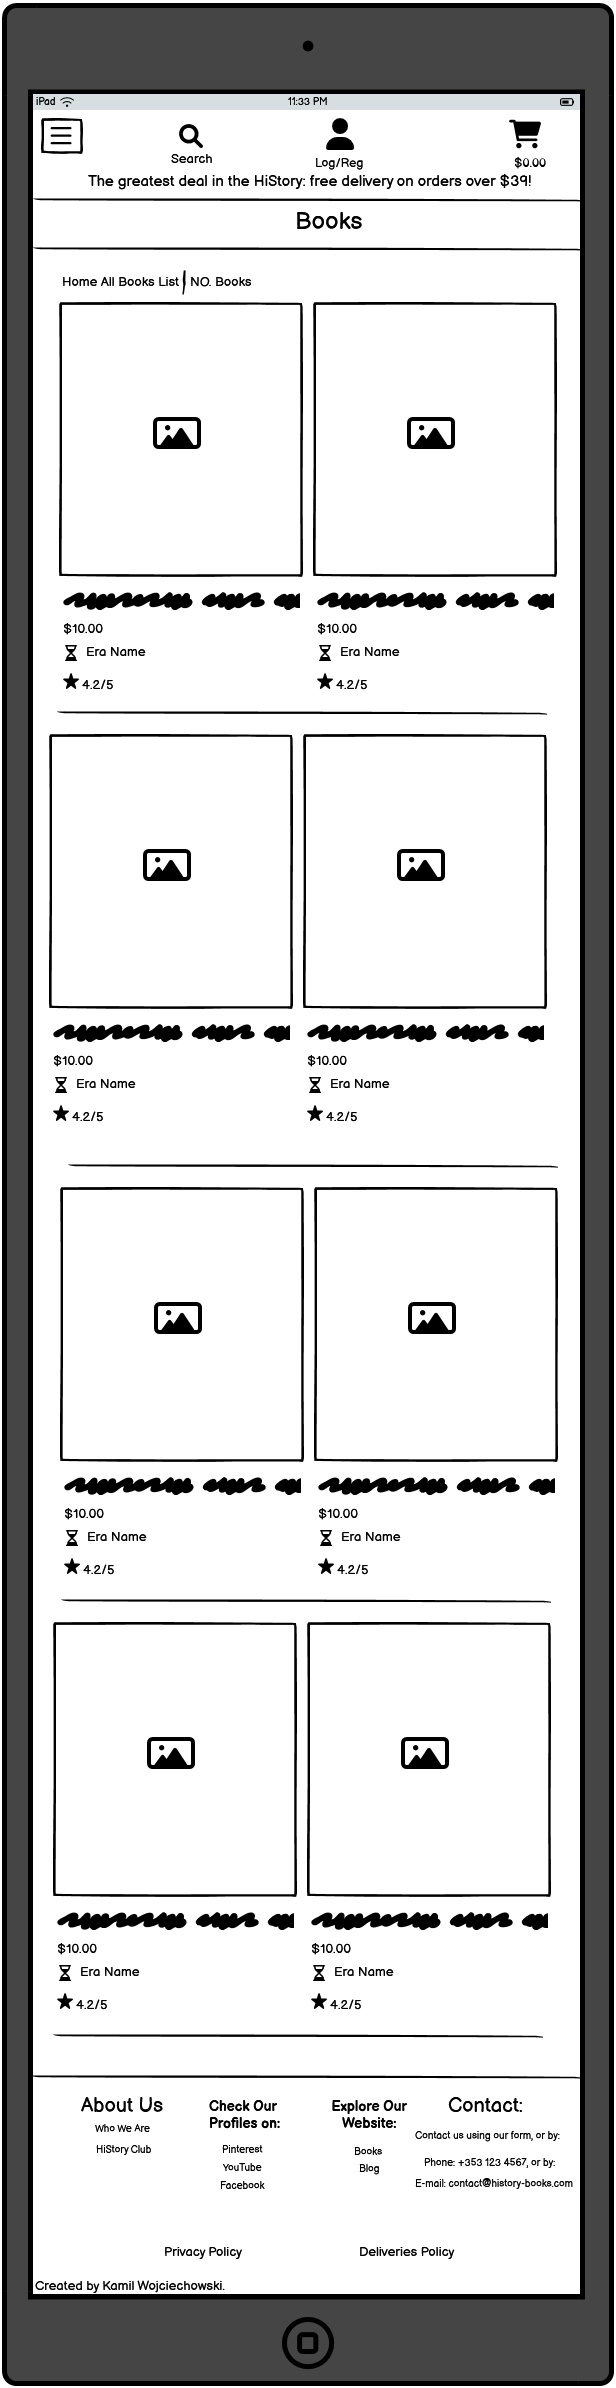 iPad 11:33 PM
Search
Log/Reg
$0.00
The greatest deal in the HiStory: free delivery on orders over $39!
Books
Home All Books List | NO. Books
$10.00 $10.00
Era Name Era Name
4.2/5 4.2/5
$10.00 $10.00
Era Name Era Name
4.2/5 4.2/5
$10.00 $10.00
Era Name Era Name
4.2/5 4.2/5
$10.00 $10.00
Era Name Era Name
4.2/5 4.2/5
About Us
Who We Are
HiStory Club
Check Our
Profiles on:
Pinterest
YouTube
Facebook
Explore Our
Website:
Books
Blog
Contact:
Contact us using our form, or by:
Phone: +353 123 4567, or by:
E-mail: contact@history-books.com
Privacy Policy Deliveries Policy
Created by Kamil Wojciechowski.